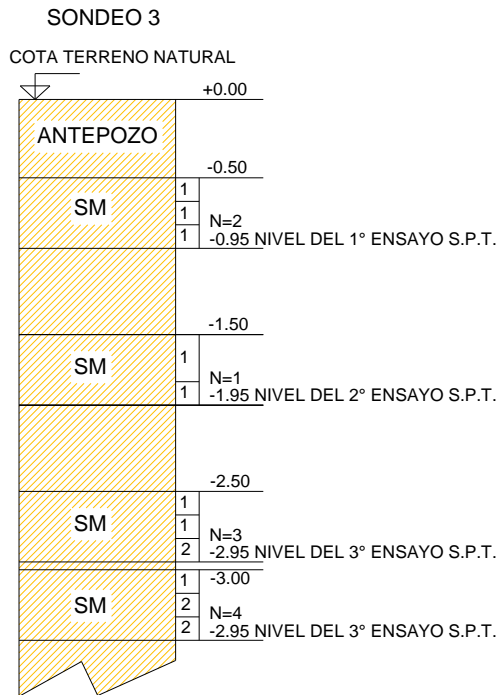 SONDEO 3
COTA TERRENO NATURAL
+0.00
ANTEPOZO
-0.50
SM
1
1
1
N=2
-0.95 NIVEL DEL 1° ENSAYO S.P.T.
-1.50
SM
1
1
N=1
-1.95 NIVEL DEL 2° ENSAYO S.P.T.
-2.50
SM
1
1
2
N=3
-2.95 NIVEL DEL 3° ENSAYO S.P.T.
-3.00
SM
1
2
2
N=4
-2.95 NIVEL DEL 3° ENSAYO S.P.T.